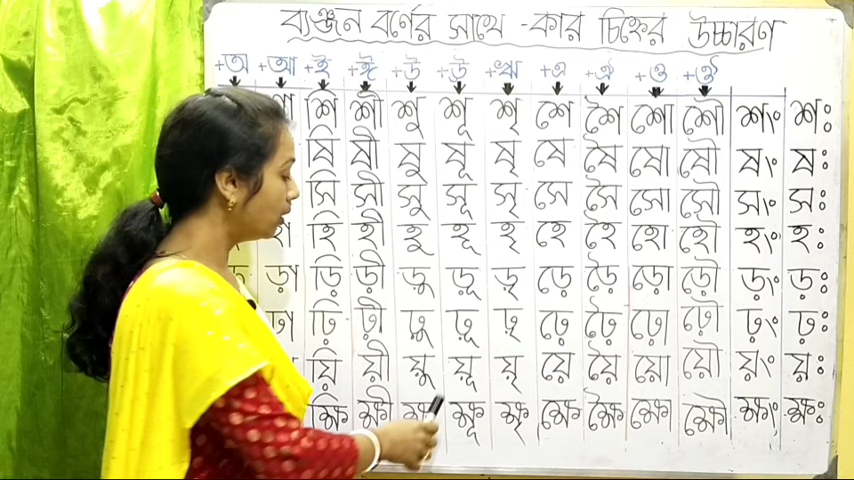 ব্যঞ্জন বর্ণের সাথে -কার চিহ্নের উচ্চারণ
+অ +আ +ই +ঈ +উ +ঊ +ঋ +এ +ঐ +ও +ঔ
শি শী শু শূ শৃ শে শৈ শো শৌ শং শঃ
ষি ষী ষু ষূ ষৃ ষে ষৈ ষো ষৌ ষং ষঃ
সি সী সু সূ সৃ সে সৈ সো সৌ সং সঃ
হি হী হু হূ হৃ হে হৈ হো হৌ হং হঃ
ড়া ড়ি ড়ী ড়ু ড়ূ ড়ৃ ড়ে ড়ৈ ড়ো ড়ৌ ড়ং ড়ঃ
ঢ়ি ঢ়ী ঢ়ু ঢ়ূ ঢ়ৃ ঢ়ে ঢ়ৈ ঢ়ো ঢ়ৌ ঢ়ং ঢ়ঃ
য়ি য়ী য়ু য়ূ য়ৃ য়ে য়ৈ য়ো য়ৌ য়ং য়ঃ
ক্ষি ক্ষী ক্ষূ ক্ষৃ ক্ষে ক্ষৈ ক্ষো ক্ষৌ ক্ষং ক্ষঃ